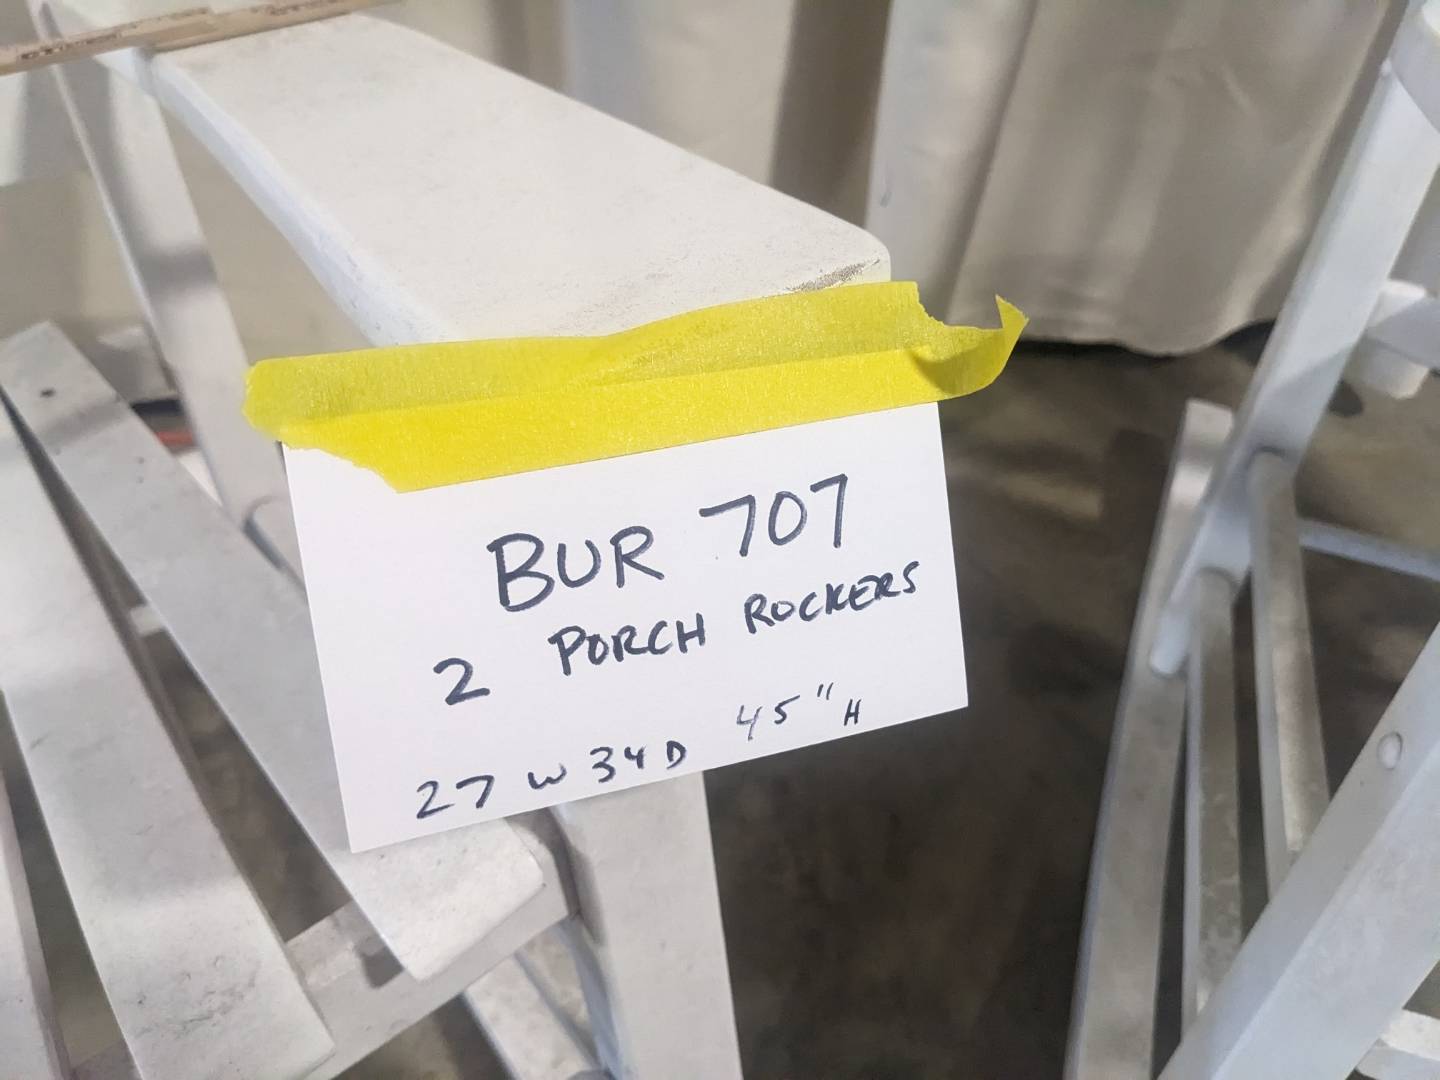 BUR 707
2 PORCH ROCKERS
27 W 34 D 45" H